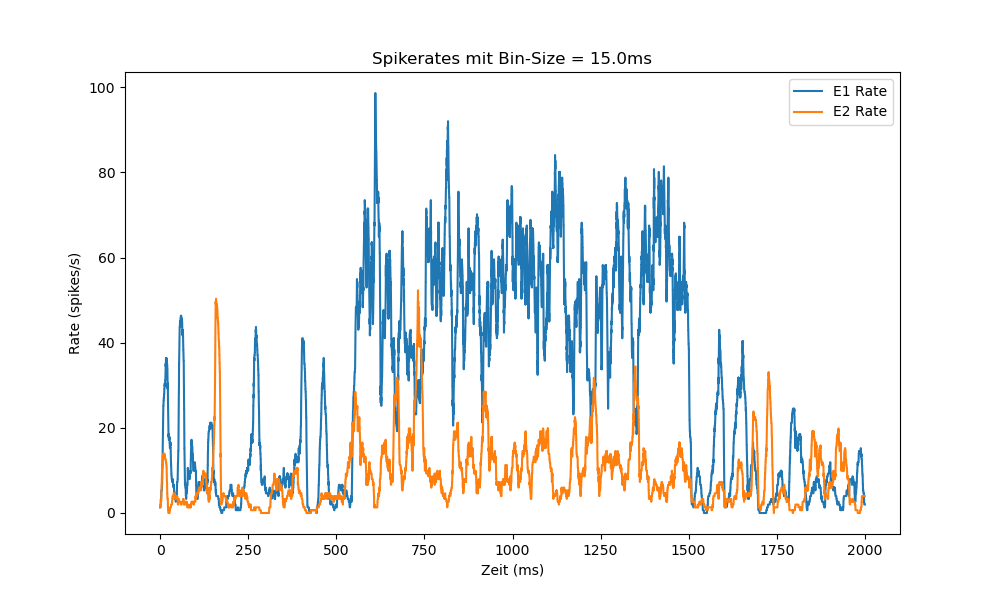 Spikerates mit Bin-Size = 15.0ms
E1 Rate
E2 Rate
Rate (spikes/s)
100
80
60
40
20
0
0 250 500 750 1000 1250 1500 1750 2000
Zeit (ms)